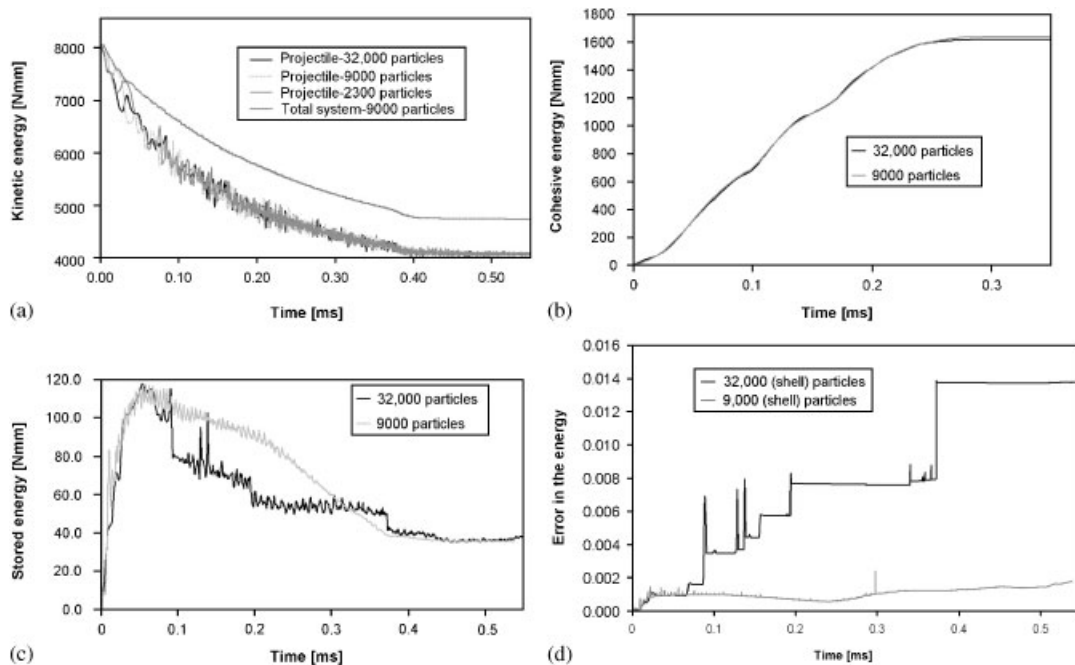 Kinetic energy [Nmm]
8000
7000
6000
5000
4000
Projectile-32,000 particles
Projectile-9000 particles
Projectile-2300 particles
Total system-9000 particles
0.00 0.10 0.20 0.30 0.40 0.50
Time [ms]
(a)
Cohesive energy [Nmm]
1800
1600
1400
1200
1000
800
600
400
200
0
32,000 particles
9000 particles
0 0.1 0.2 0.3
Time [ms]
(b)
Stored energy [Nmm]
120.0
100.0
80.0
60.0
40.0
20.0
0.0
32,000 particles
9000 particles
0 0.1 0.2 0.3 0.4 0.5
Time [ms]
(c)
Error in the energy
0.016
0.014
0.012
0.010
0.008
0.006
0.004
0.002
0.000
32,000 (shell) particles
9,000 (shell) particles
0 0.1 0.2 0.3 0.4 0.5
Time [ms]
(d)